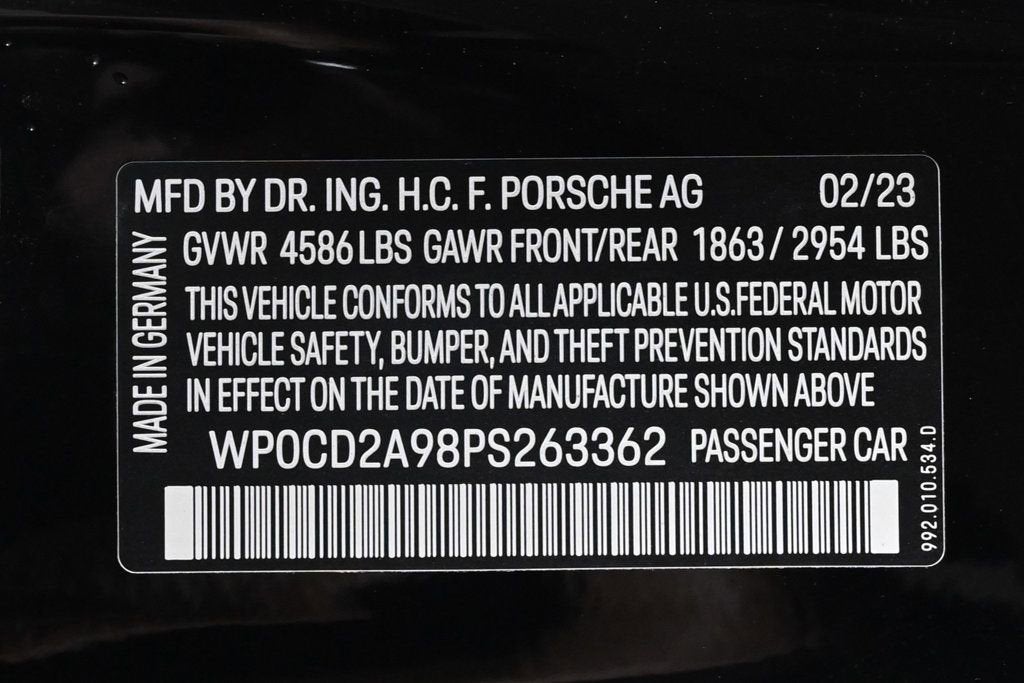 MFD BY DR. ING. H.C. F. PORSCHE AG 02/23
MADE IN GERMANY
GVWR 4586 LBS GAWR FRONT/REAR 1863 / 2954 LBS
THIS VEHICLE CONFORMS TO ALL APPLICABLE U.S.FEDERAL MOTOR
VEHICLE SAFETY, BUMPER, AND THEFT PREVENTION STANDARDS
IN EFFECT ON THE DATE OF MANUFACTURE SHOWN ABOVE
WP0CD2A98PS263362 PASSENGER CAR
992.010.534.D